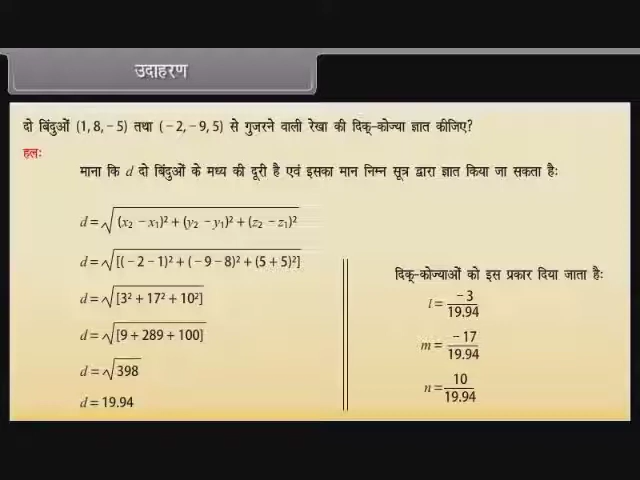 उदाहरण
दो बिंदुओं (1, 8, - 5) तथा ( - 2, - 9, 5) से गुजरने वाली रेखा की दिक्-कोज्या ज्ञात कीजिए?
हलः
माना कि d दो बिंदुओं के मध्य की दूरी है एवं इसका मान निम्न सूत्र द्वारा ज्ञात किया जा सकता हैः
d = √(x₂ - x₁)² + (y₂ - y₁)² + (z₂ - z₁)²
d = √[( - 2 - 1)² + ( - 9 - 8)² + (5 + 5)²]
d = √[3² + 17² + 10²]
d = √[9 + 289 + 100]
d = √398
d = 19.94
दिक्-कोज्याओं को इस प्रकार दिया जाता हैः
l = -3/19.94
m = -17/19.94
n = 10/19.94